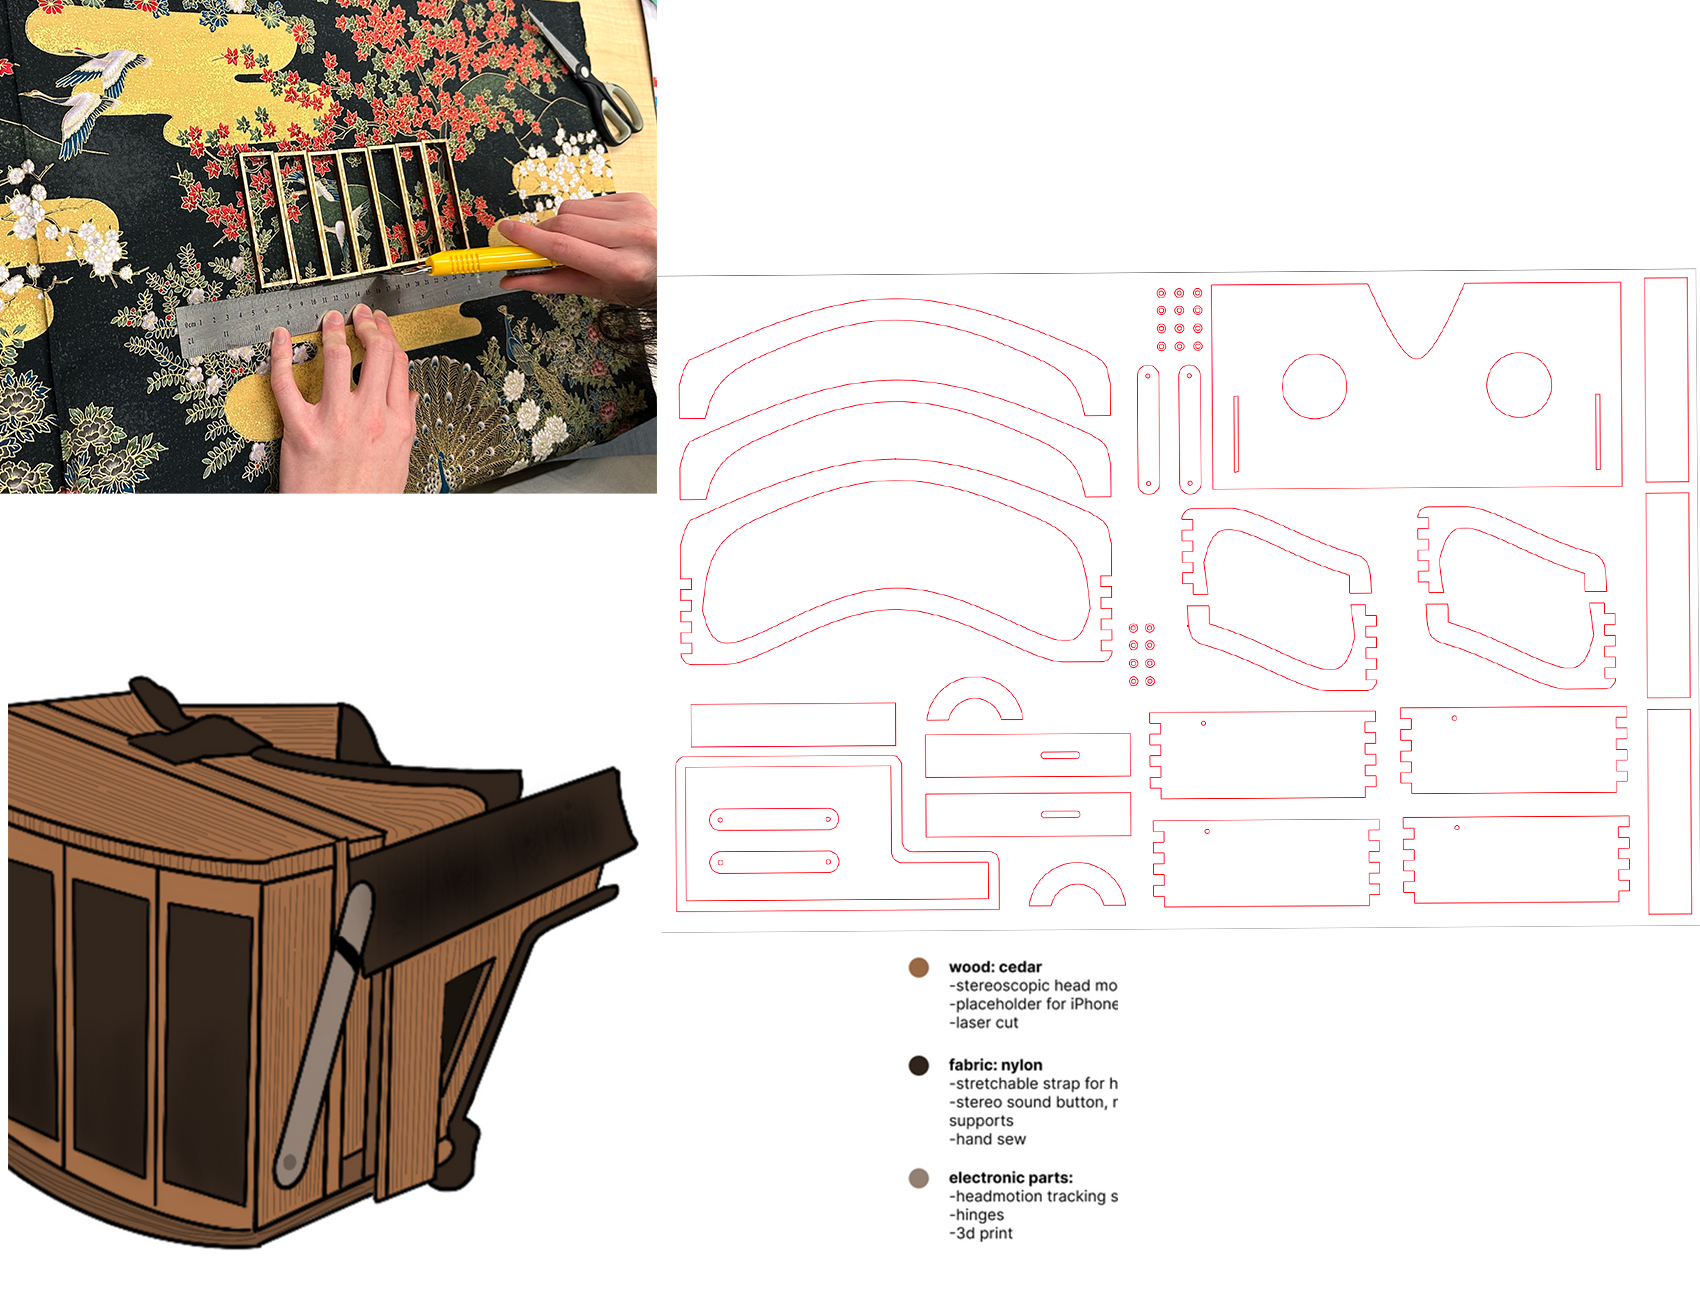 wood: cedar
-stereoscopic head mo
-placeholder for iPhone
-laser cut
fabric: nylon
-stretchable strap for h
-stereo sound button, r
supports
-hand sew
electronic parts:
-headmotion tracking s
-hinges
-3d print